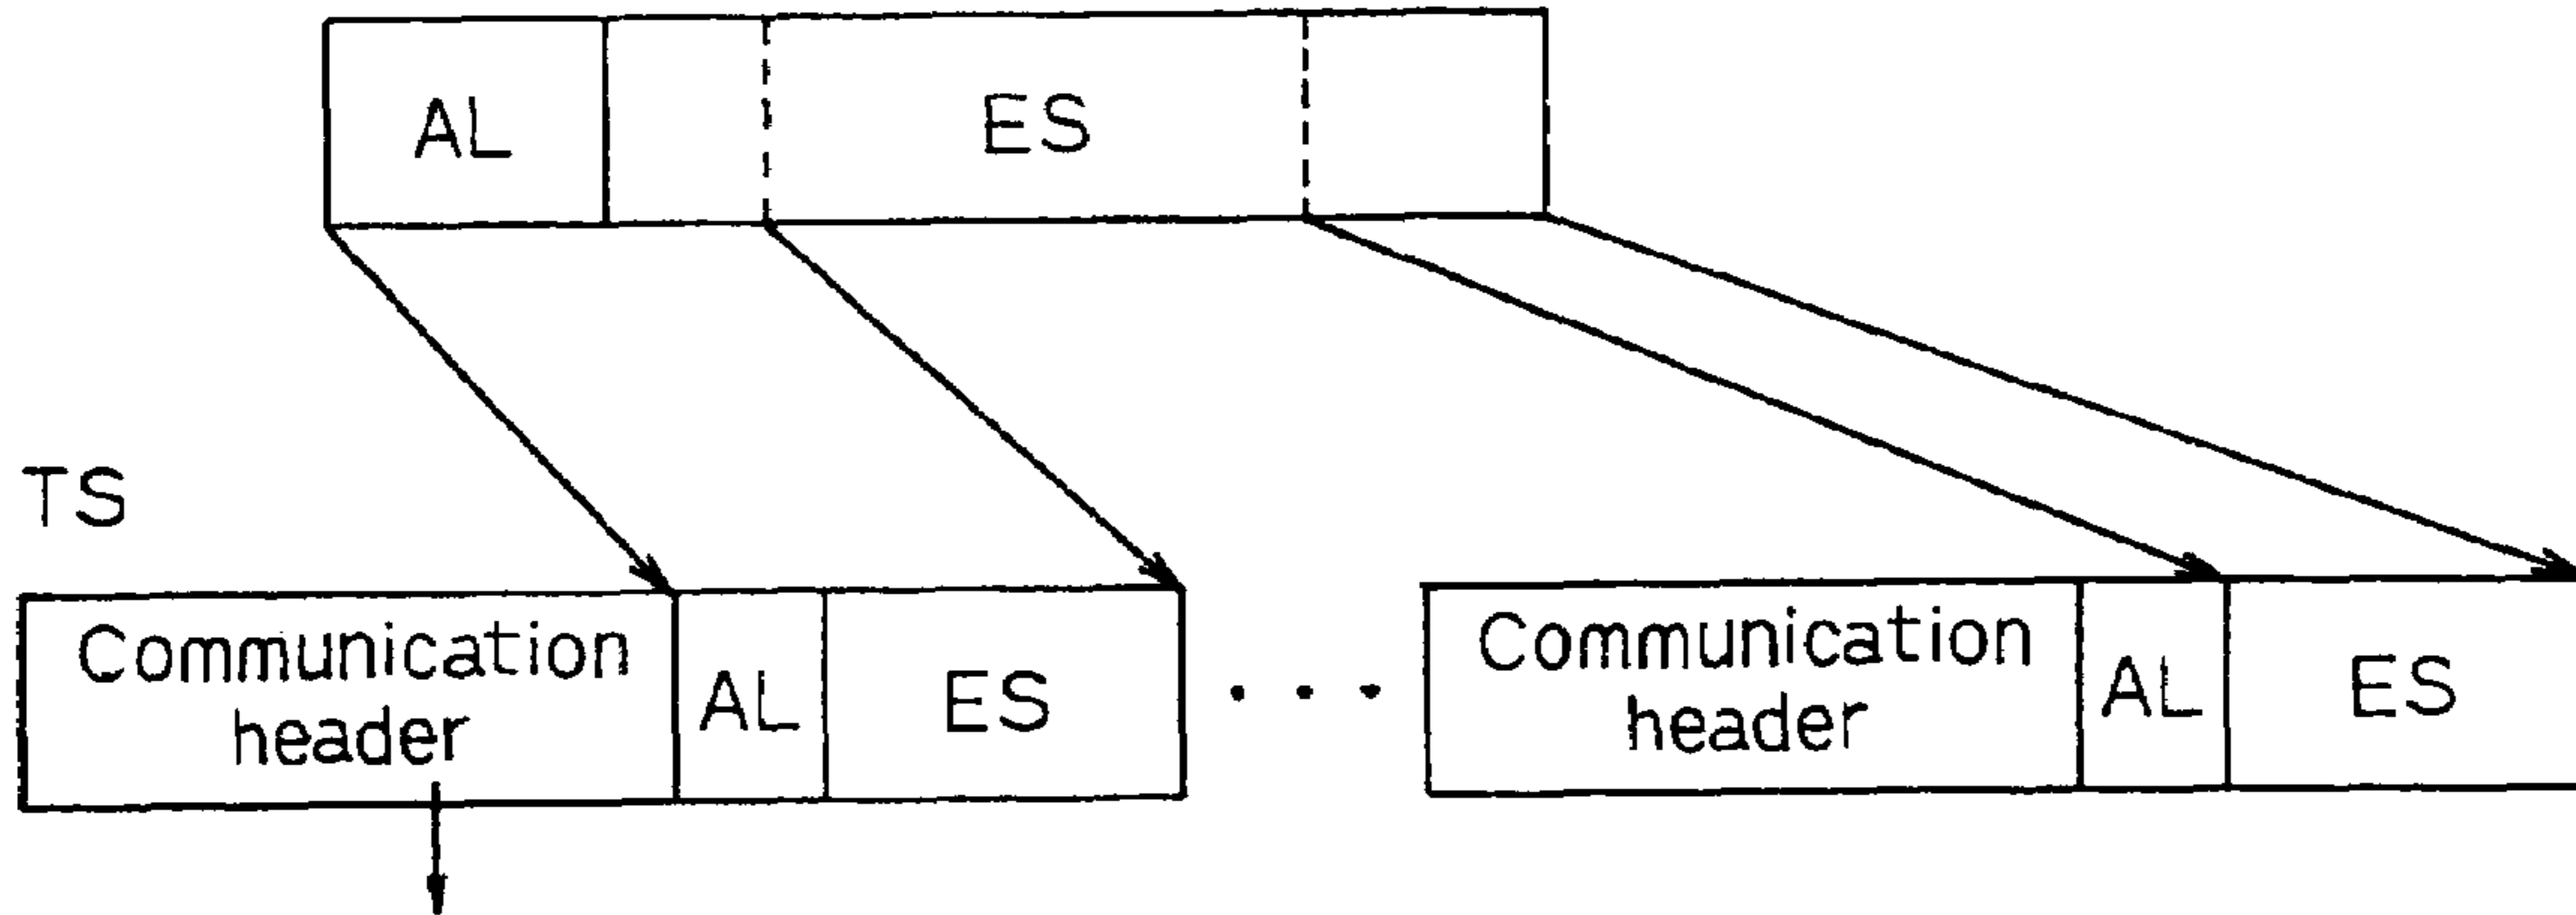 AL
ES
TS
Communication
header
AL
ES
Communication
header
AL
ES